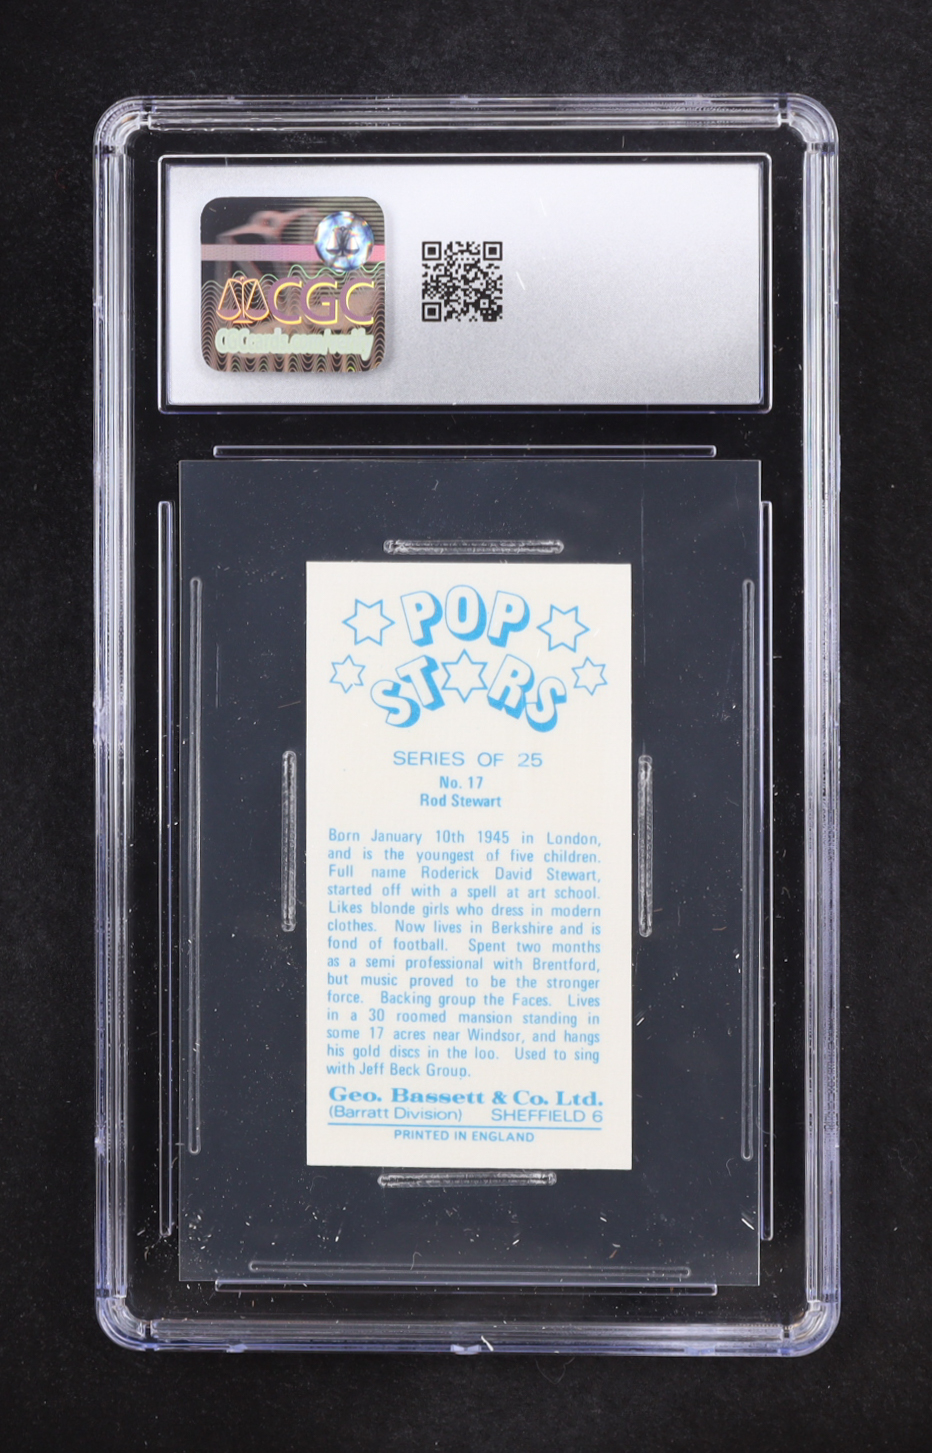 CGC
CGCcards.com/verify
POP
STARS
SERIES OF 25
No. 17
Rod Stewart
Born January 10th 1945 in London,
and is the youngest of five children.
Full name Roderick David Stewart,
started off with a spell at art school.
Likes blonde girls who dress in modern
clothes. Now lives in Berkshire and is
fond of football. Spent two months
as a semi professional with Brentford,
but music proved to be the stronger
force. Backing group the Faces. Lives
in a 30 roomed mansion standing in
some 17 acres near Windsor, and hangs
his gold discs in the loo. Used to sing
with Jeff Beck Group.
Geo. Bassett & Co. Ltd.
(Barratt Division) SHEFFIELD 6
PRINTED IN ENGLAND